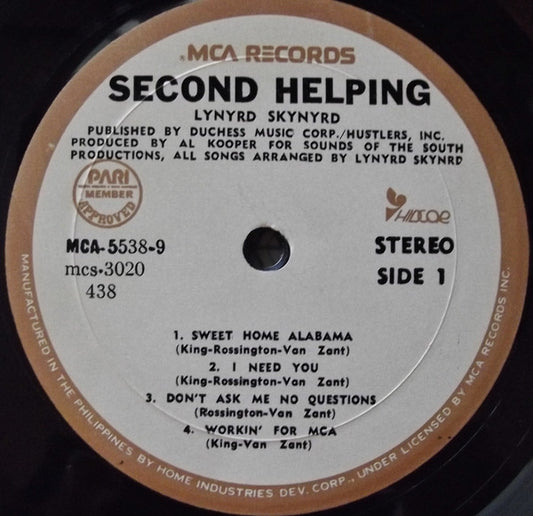 MCA RECORDS
SECOND HELPING
LYNYRD SKYNYRD
PUBLISHED BY DUCHESS MUSIC CORP./HUSTLERS, INC.
PRODUCED BY AL KOOPER FOR SOUNDS OF THE SOUTH
PRODUCTIONS, ALL SONGS ARRANGED BY LYNYRD SKYNRD
PARI
MEMBER
APPROVED
HIDCOR
MCA-5538-9
mcs-3020
438
STEREO
SIDE 1
1. SWEET HOME ALABAMA
(King-Rossington-Van Zant)
2. I NEED YOU
(King-Rossington-Van Zant)
3. DON'T ASK ME NO QUESTIONS
(Rossington-Van Zant)
4. WORKIN' FOR MCA
(King-Van Zant)
MANUFACTURED IN THE PHILIPPINES BY HOME INDUSTRIES DEV. CORP., UNDER LICENSED BY MCA RECORDS INC.